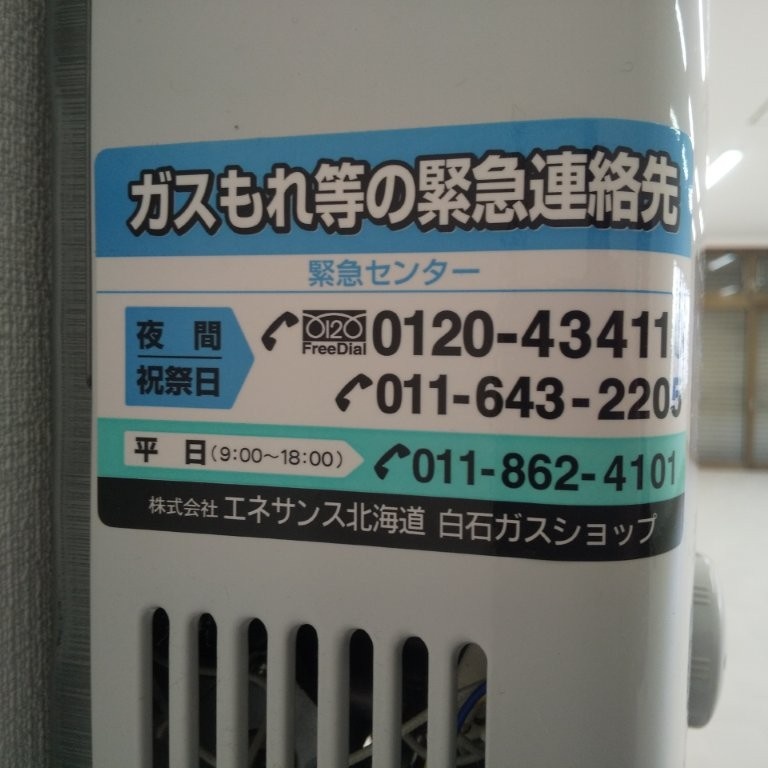 ガスもれ等の緊急連絡先
緊急センター
夜間
祝祭日
0120 FreeDial 0120-43411
011-643-2205
平日(9:00〜18:00) 011-862-4101
株式会社 エネサンス北海道 白石ガスショップ